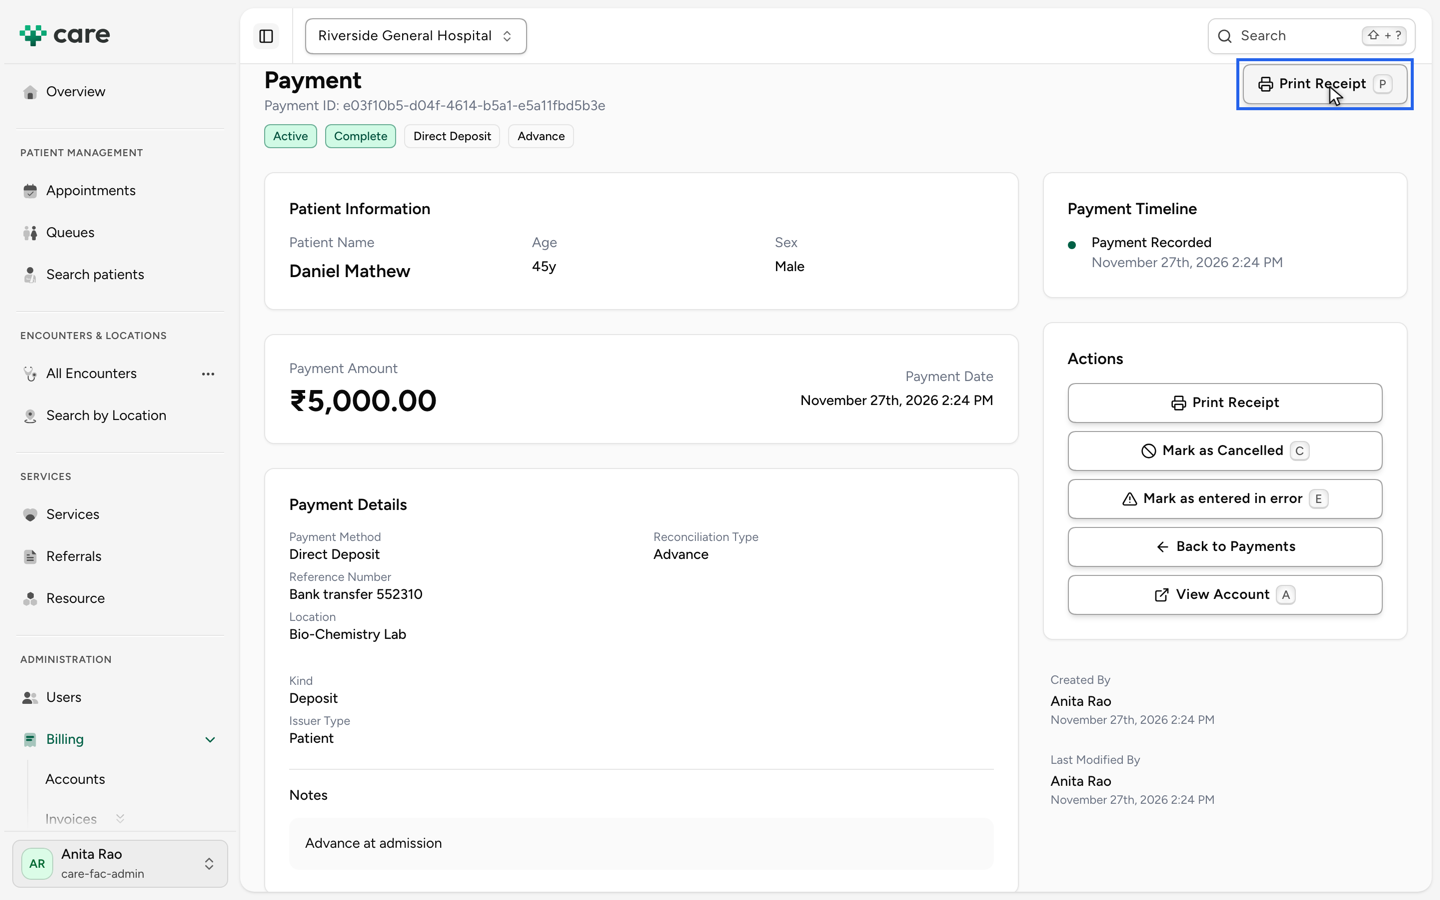 care
Riverside General Hospital
Search
⇧ + ?
Overview
PATIENT MANAGEMENT
Appointments
Queues
Search patients
ENCOUNTERS & LOCATIONS
All Encounters
Search by Location
SERVICES
Services
Referrals
Resource
ADMINISTRATION
Users
Billing
Accounts
Invoices
AR
Anita Rao
care-fac-admin
Payment
Payment ID: e03f10b5-d04f-4614-b5a1-e5a11fbd5b3e
Print Receipt P
Active Complete Direct Deposit Advance
Patient Information
Patient Name Age Sex
Daniel Mathew 45y Male
Payment Amount
₹5,000.00
Payment Date
November 27th, 2026 2:24 PM
Payment Details
Payment Method Reconciliation Type
Direct Deposit Advance
Reference Number
Bank transfer 552310
Location
Bio-Chemistry Lab
Kind
Deposit
Issuer Type
Patient
Notes
Advance at admission
Payment Timeline
Payment Recorded
November 27th, 2026 2:24 PM
Actions
Print Receipt
Mark as Cancelled C
Mark as entered in error E
Back to Payments
View Account A
Created By
Anita Rao
November 27th, 2026 2:24 PM
Last Modified By
Anita Rao
November 27th, 2026 2:24 PM